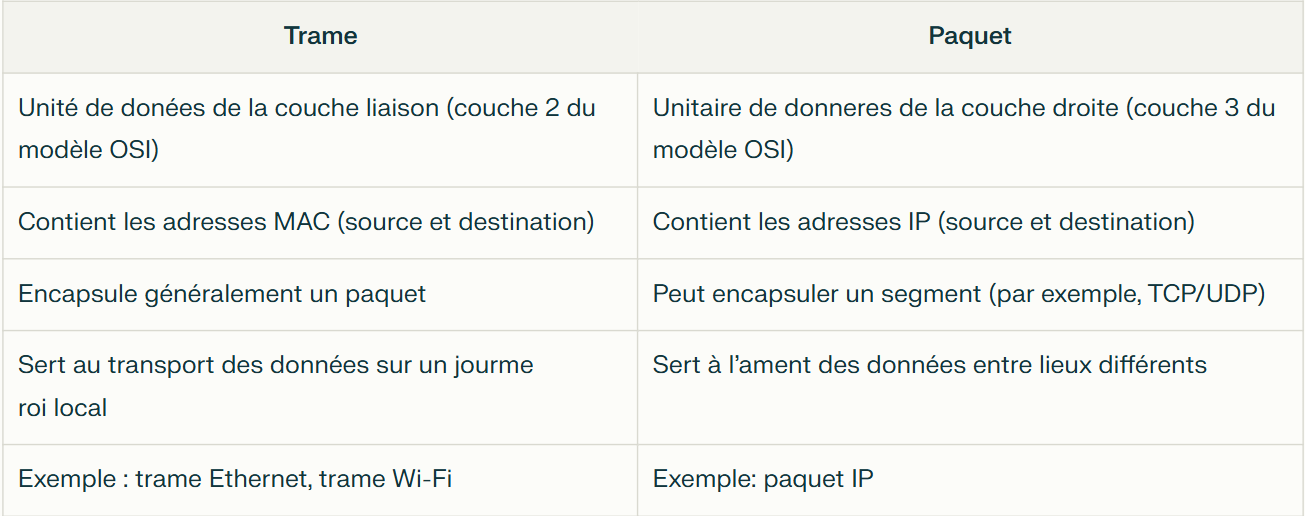 Trame
Paquet
Unité de donées de la couche liaison (couche 2 du
modèle OSI)
Unitaire de donneres de la couche droite (couche 3 du
modèle OSI)
Contient les adresses MAC (source et destination)
Contient les adresses IP (source et destination)
Encapsule généralement un paquet
Peut encapsuler un segment (par exemple, TCP/UDP)
Sert au transport des données sur un jourme
roi local
Sert à l’ament des données entre lieux différents
Exemple : trame Ethernet, trame Wi-Fi
Exemple: paquet IP